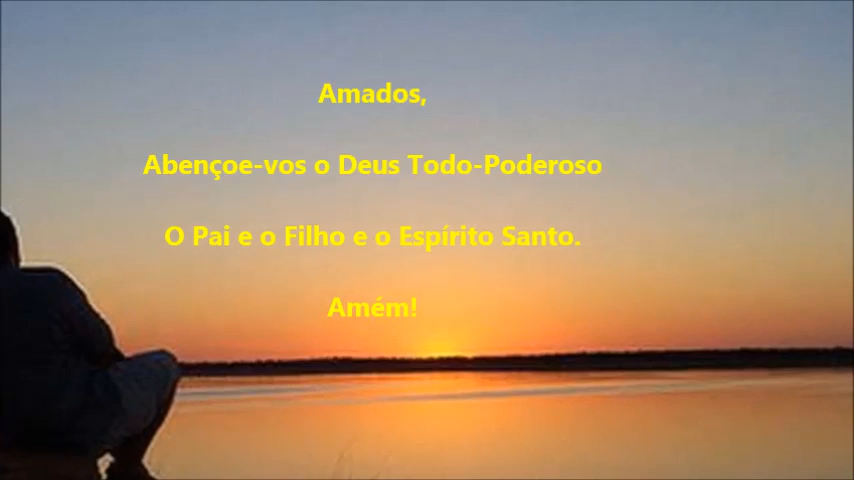 Amados,
Abençoe-vos o Deus Todo-Poderoso
O Pai e o Filho e o Espírito Santo.
Amém!